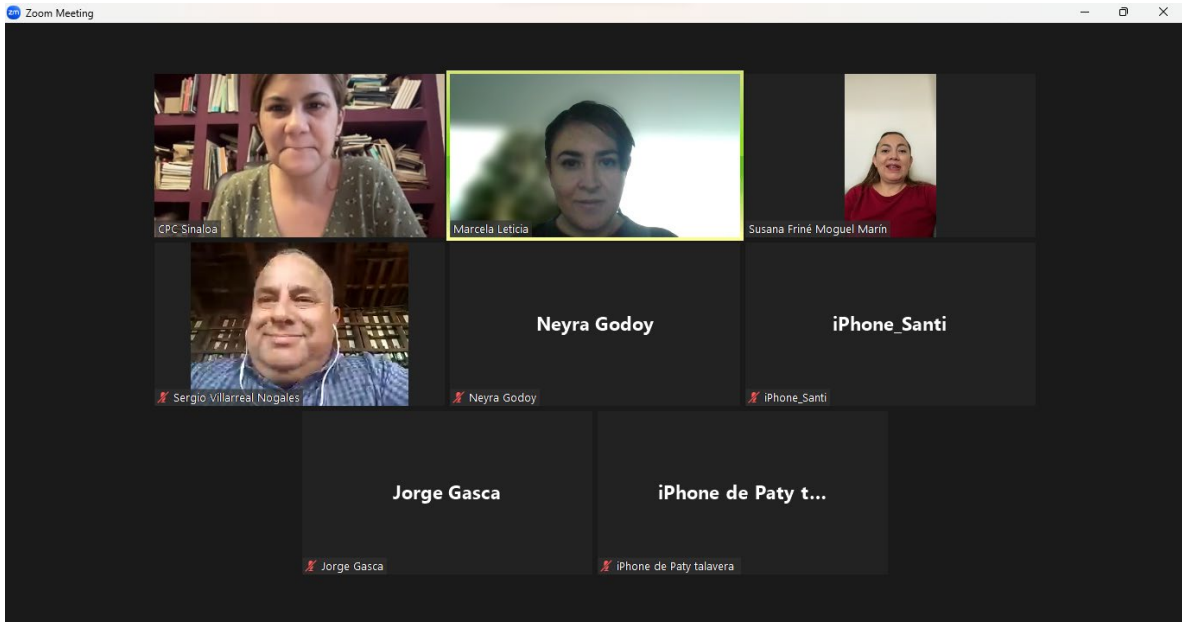 zm Zoom Meeting
CPC Sinaloa
Marcela Leticia
Susana Friné Moguel Marín
Neyra Godoy
iPhone_Santi
Sergio Villarreal Nogales
Neyra Godoy
iPhone_Santi
Jorge Gasca
iPhone de Paty t...
Jorge Gasca
iPhone de Paty talavera